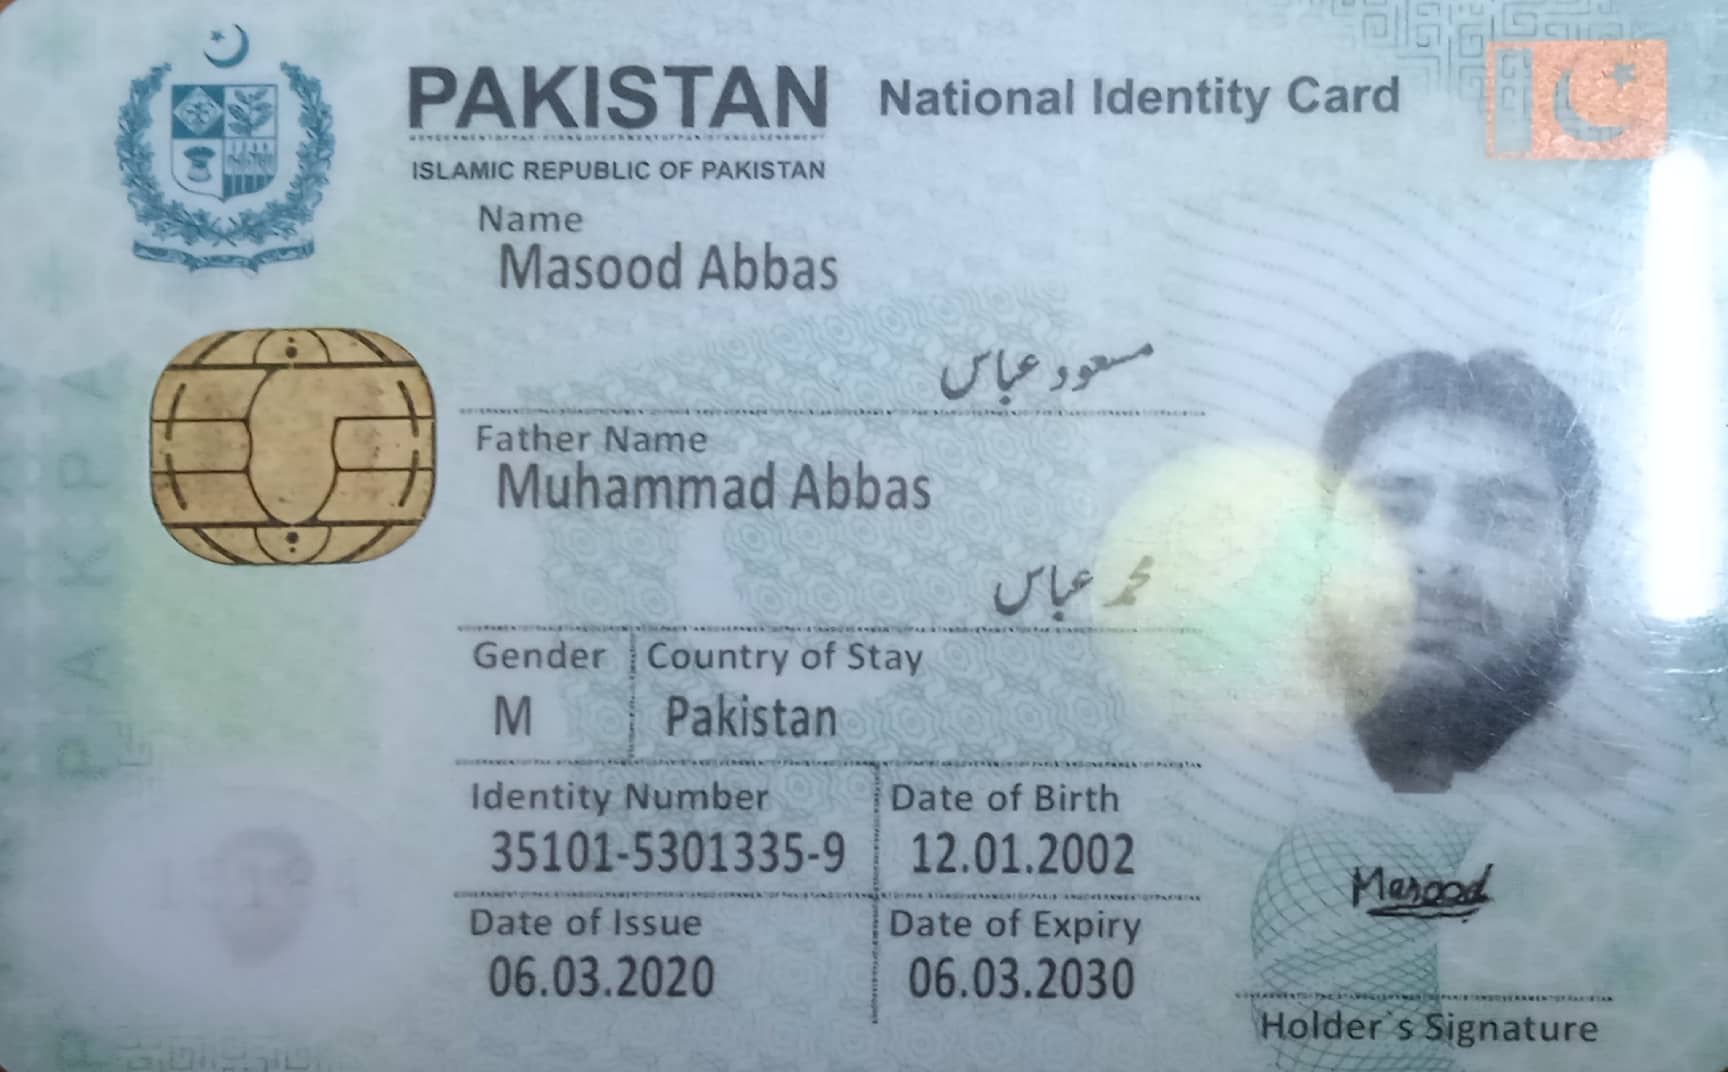 PAKISTAN National Identity Card
ISLAMIC REPUBLIC OF PAKISTAN
Name
Masood Abbas
مسعود عباس
Father Name
Muhammad Abbas
محمد عباس
Gender Country of Stay
M Pakistan
Identity Number Date of Birth
35101-5301335-9 12.01.2002
Date of Issue Date of Expiry
06.03.2020 06.03.2030
Masood
Holder's Signature